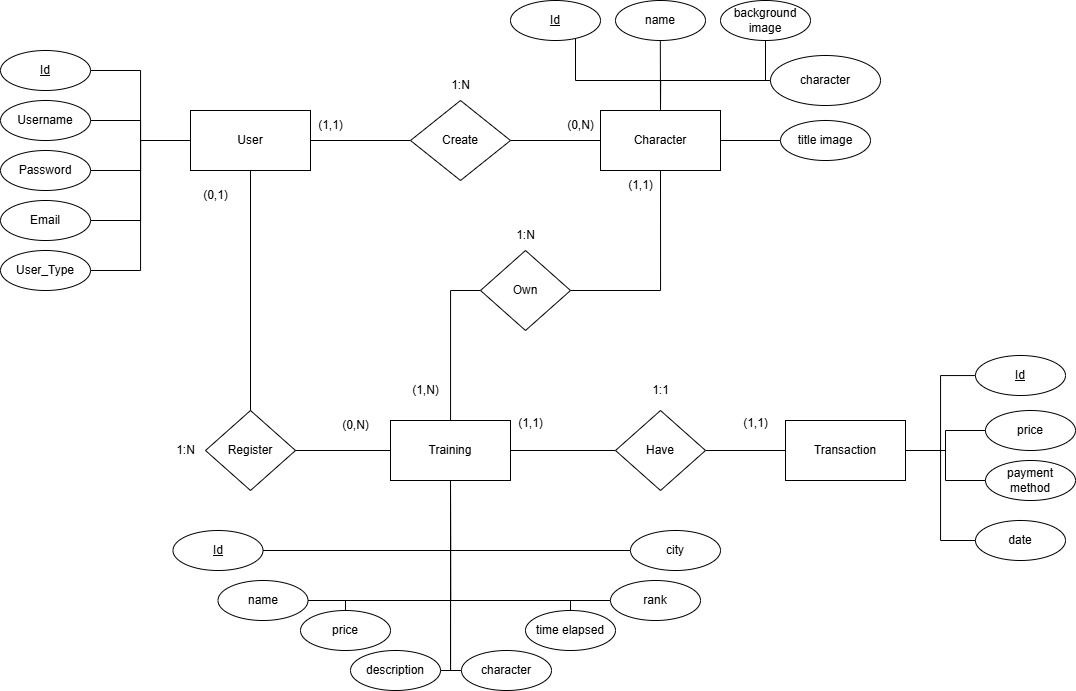 Id
name
background
image
character
title image
Id
Username
Password
Email
User_Type
User
(1,1)
1:N
Create
(0,N)
Character
(0,1)
(1,1)
1:N
Own
(1,N)
1:N
Register
(0,N)
Training
(1,1)
1:1
Have
(1,1)
Transaction
Id
price
payment
method
date
Id
city
name
rank
price
time elapsed
description
character